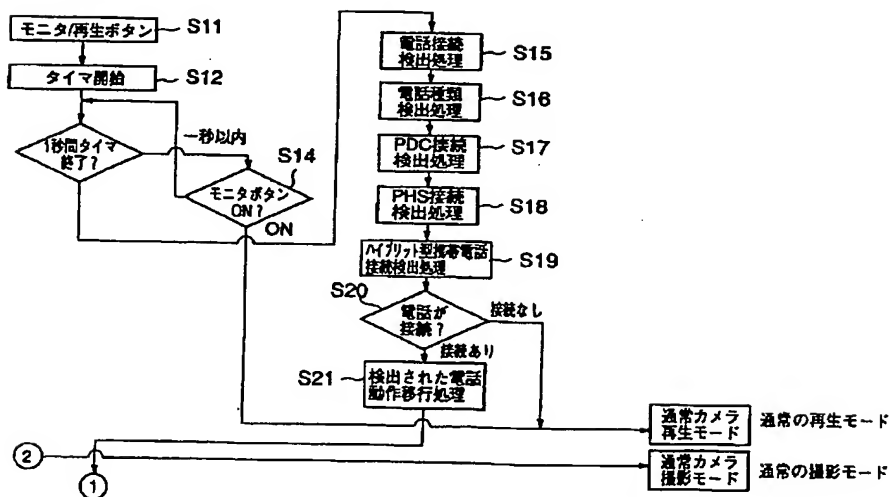 モニタ/再生ボタン
S11
タイマ開始
S12
1秒間タイマ
終了?
一秒以内
S14
モニタボタン
ON?
ON
電話接続
検出処理
S15
電話種類
検出処理
S16
PDC接続
検出処理
S17
PHS接続
検出処理
S18
ハイブリット型携帯電話
接続検出処理
S19
S20
電話が
接続?
接続なし
接続あり
S21
検出された電話
動作移行処理
通常カメラ
再生モード
通常の再生モード
2
通常カメラ
撮影モード
通常の撮影モード
1